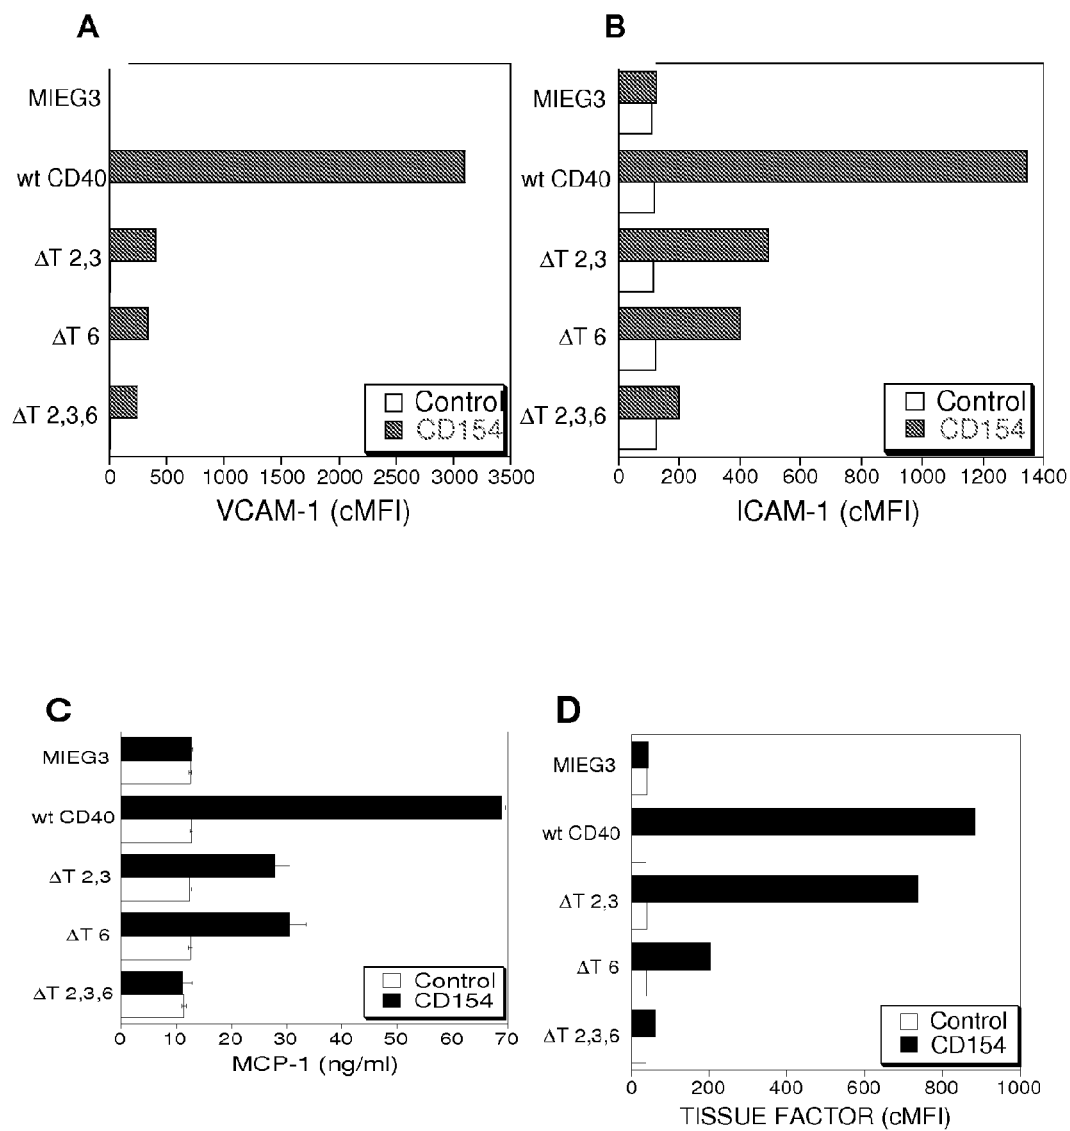 A
MIEG3
wt CD40
ΔT 2,3
ΔT 6
ΔT 2,3,6
Control
CD154
0 500 1000 1500 2000 2500 3000 3500
VCAM-1 (cMFI)
B
MIEG3
wt CD40
ΔT 2,3
ΔT 6
ΔT 2,3,6
Control
CD154
0 200 400 600 800 1000 1200 1400
ICAM-1 (cMFI)
C
MIEG3
wt CD40
ΔT 2,3
ΔT 6
ΔT 2,3,6
Control
CD154
0 10 20 30 40 50 60 70
MCP-1 (ng/ml)
D
MIEG3
wt CD40
ΔT 2,3
ΔT 6
ΔT 2,3,6
Control
CD154
0 200 400 600 800 1000
TISSUE FACTOR (cMFI)